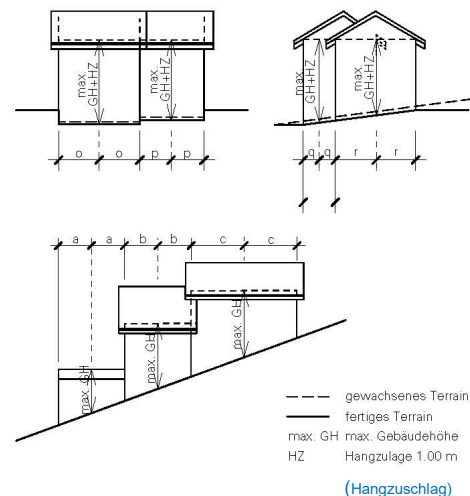 max.
GH+HZ
max.
GH+HZ
max.
GH+HZ
max.
GH+HZ
o o p p
q q r r
a a b b c c
max. GH
max. GH
max. GH
gewachsenes Terrain
fertiges Terrain
max. GH max. Gebäudehöhe
HZ Hangzulage 1.00 m
(Hangzuschlag)